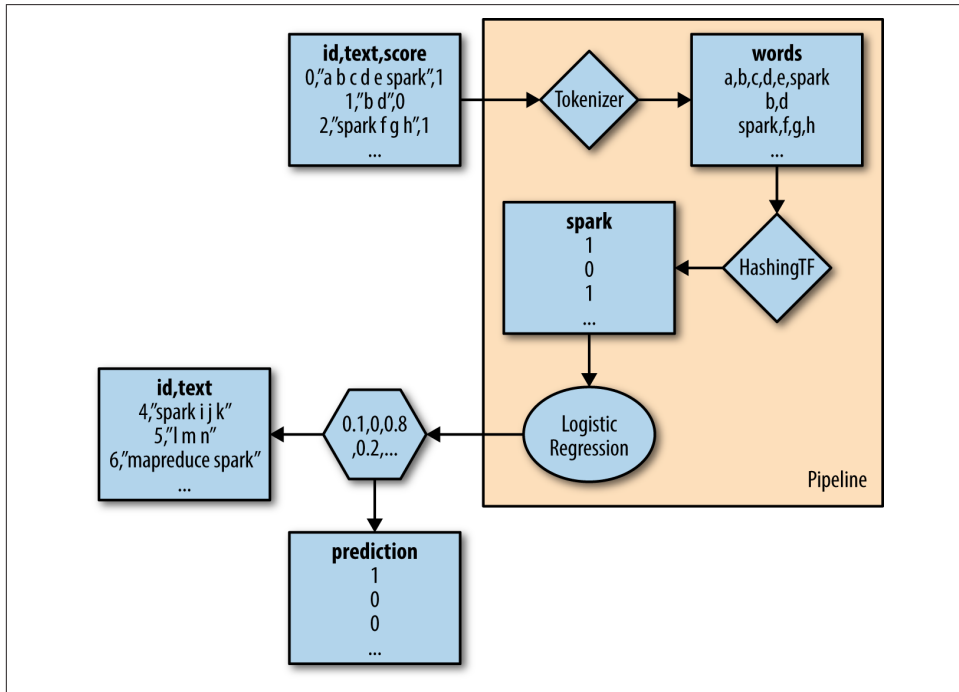 id,text,score
0,”a b c d e spark”,1
1,”b d”,0
2,”spark f g h”,1
...
Tokenizer
words
a,b,c,d,e,spark
b,d
spark,f,g,h
...
spark
1
0
1
...
HashingTF
id,text
4,”spark i j k”
5,”l m n”
6,”mapreduce spark”
...
0.1,0,0.8
,0.2,...
Logistic
Regression
Pipeline
prediction
1
0
0
...